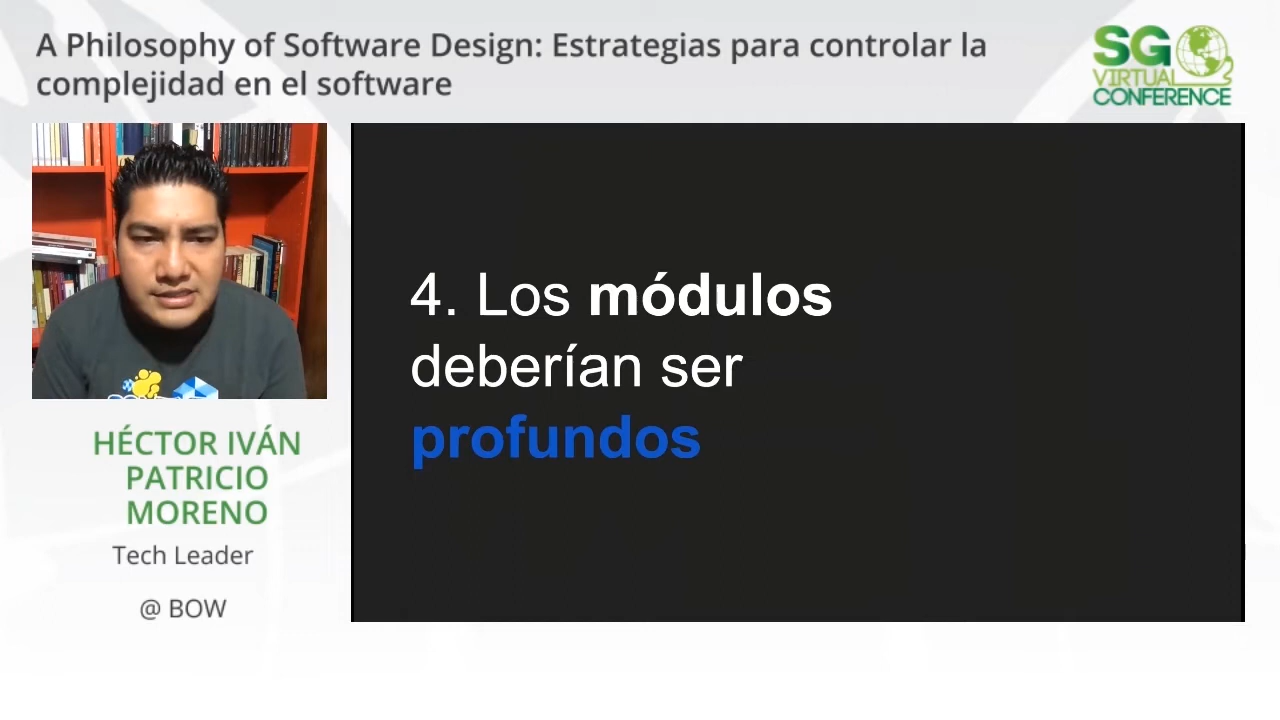 A Philosophy of Software Design: Estrategias para controlar la
complejidad en el software
SG
VIRTUAL
CONFERENCE
4. Los módulos
deberían ser
profundos
HÉCTOR IVÁN
PATRICIO
MORENO
Tech Leader
@ BOW